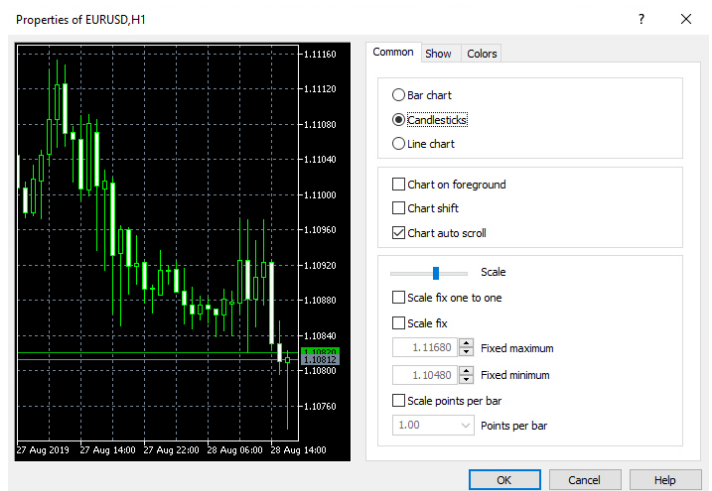 Properties of EURUSD,H1
? 
1.11160
1.11120
1.11080
1.11040
1.11000
1.10960
1.10920
1.10880
1.10840
1.10820
1.10812
1.10800
1.10760
27 Aug 2019 27 Aug 14:00 27 Aug 22:00 28 Aug 06:00 28 Aug 14:00
Common Show Colors
Bar chart
Candlesticks
Line chart
Chart on foreground
Chart shift
Chart auto scroll
Scale
Scale fix one to one
Scale fix
1.11680 Fixed maximum
1.10480 Fixed minimum
Scale points per bar
1.00 Points per bar
OK Cancel Help